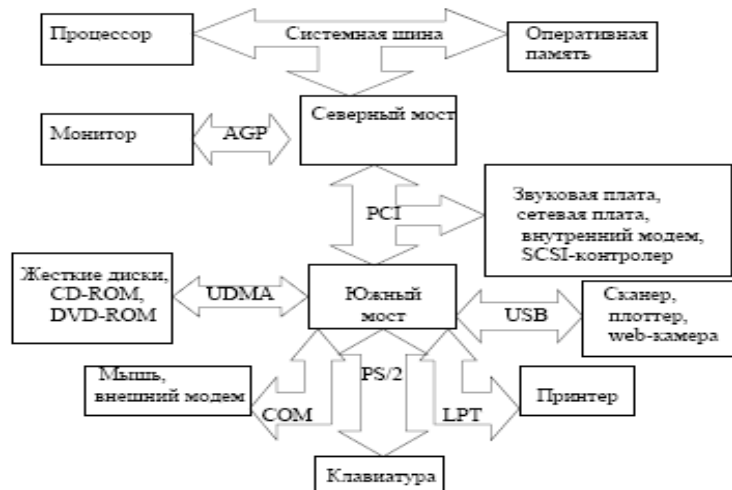 Процессор
Системная шина
Оперативная
память
Северный мост
Монитор
AGP
PCI
Звуковая плата,
сетевая плата,
внутренний модем,
SCSI-контролер
Жесткие диски,
CD-ROM,
DVD-ROM
UDMA
Южный
мост
USB
Сканер,
плоттер,
web-камера
Мышь,
внешний модем
COM
PS/2
LPT
Принтер
Клавиатура